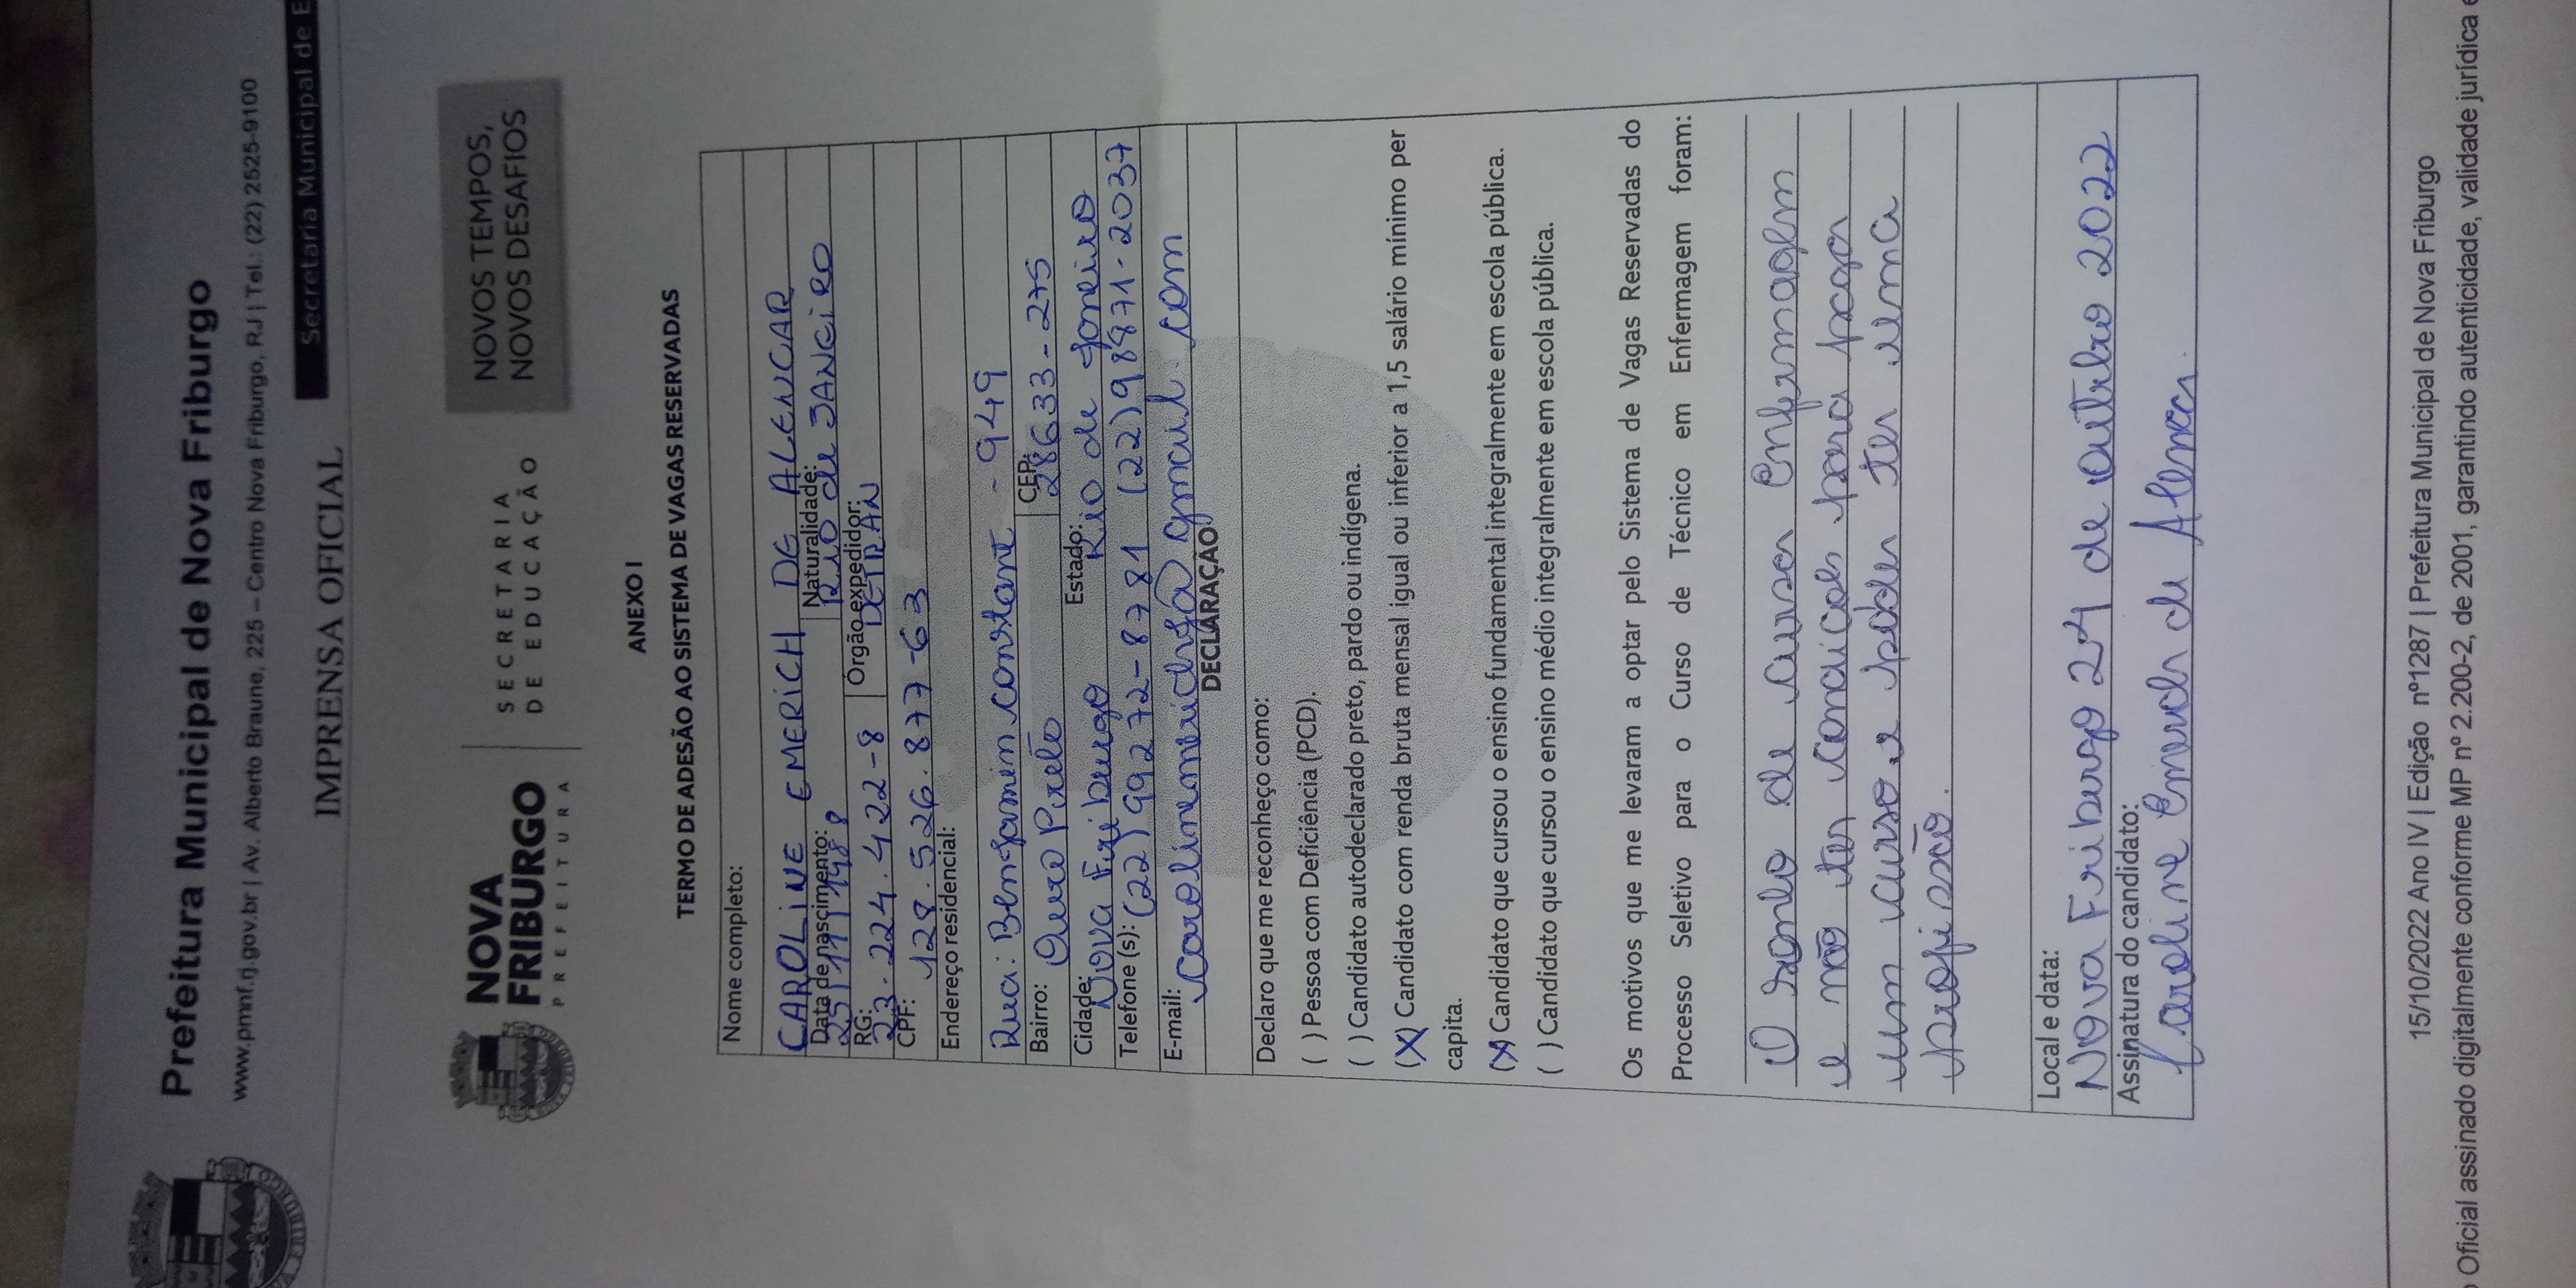 Prefeitura Municipal de Nova Friburgo
www.pmnf.rj.gov.br | Av. Alberto Braune, 225 – Centro Nova Friburgo, RJ | Tel.: (22) 2525-9100
Secretaria Municipal de E
IMPRENSA OFICIAL
NOVA FRIBURGO
PREFEITURA
SECRETARIA
DE EDUCAÇÃO
NOVOS TEMPOS,
NOVOS DESAFIOS
ANEXO I
TERMO DE ADESÃO AO SISTEMA DE VAGAS RESERVADAS
Nome completo:
CAROLINE EMERICH DE ALENCAR
Data de nascimento: 25/11/1988 Naturalidade: RIO de JANEIRO
RG: 23.224.422-8 Órgão expedidor: DETRAN
CPF: 128.526.877-63
Endereço residencial:
Rua: Benjamin constant - 949
Bairro: Ouro Preto CEP: 28633-275
Cidade: Nova Friburgo Estado: Rio de Janeiro
Telefone (s): (22) 99272-8781 (22) 98871-2037
E-mail: @gmail.com
DECLARAÇÃO
Declaro que me reconheço como:
( ) Pessoa com Deficiência (PCD).
( ) Candidato autodeclarado preto, pardo ou indígena.
(X) Candidato com renda bruta mensal igual ou inferior a 1,5 salário mínimo per
capita.
(X) Candidato que cursou o ensino fundamental integralmente em escola pública.
( ) Candidato que cursou o ensino médio integralmente em escola pública.
Os motivos que me levaram a optar pelo Sistema de Vagas Reservadas do
Processo Seletivo para o Curso de Técnico em Enfermagem foram:
O sonho de cursar Enfermagem
e não ter condições para pagar
um curso e poder ter uma
profissão.
Local e data:
Nova Friburgo 24 de outubro 2022
Assinatura do candidato:
Caroline Emerich de Alencar
15/10/2022 Ano IV | Edição nº1287 | Prefeitura Municipal de Nova Friburgo
Oficial assinado digitalmente conforme MP nº 2.200-2, de 2001, garantindo autenticidade, validade jurídica e